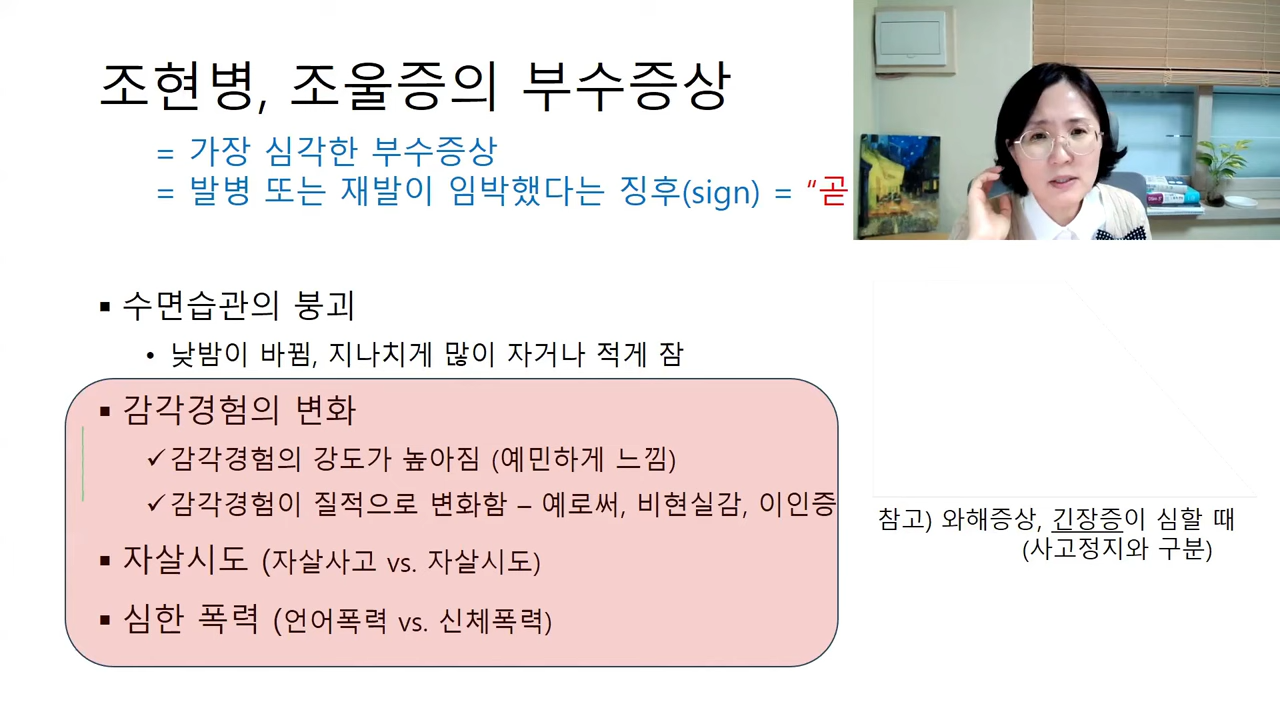 조현병, 조울증의 부수증상
= 가장 심각한 부수증상
= 발병 또는 재발이 임박했다는 징후(sign) = “곧
▪ 수면습관의 붕괴
• 낮밤이 바뀜, 지나치게 많이 자거나 적게 잠
▪ 감각경험의 변화
✓감각경험의 강도가 높아짐 (예민하게 느낌)
✓감각경험이 질적으로 변화함 – 예로써, 비현실감, 이인증
▪ 자살시도 (자살사고 vs. 자살시도)
▪ 심한 폭력 (언어폭력 vs. 신체폭력)
참고) 와해증상, 긴장증이 심할 때
(사고정지와 구분)